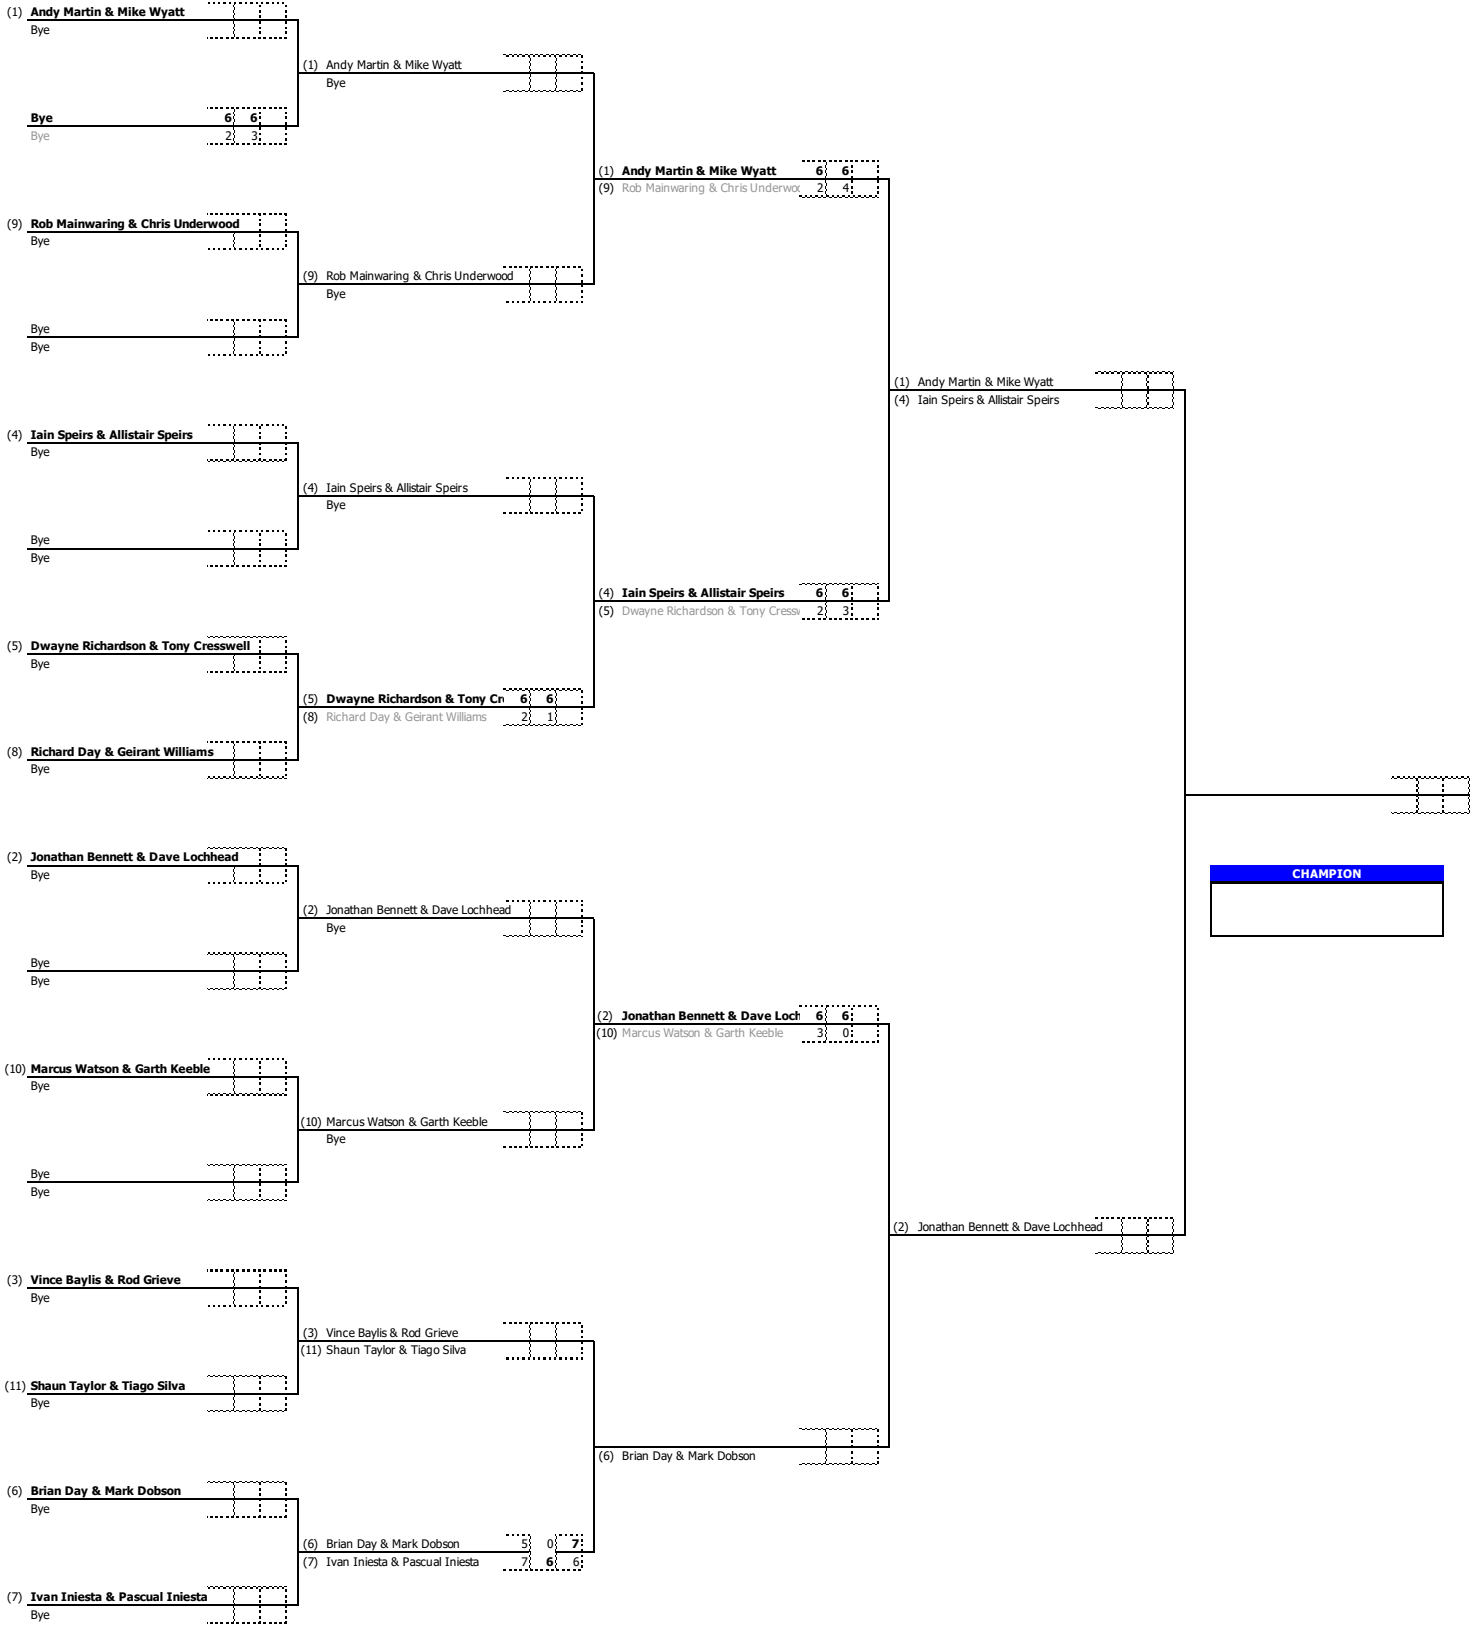 (1) Andy Martin & Mike Wyatt
Bye
(1) Andy Martin & Mike Wyatt
Bye
Bye 6 6
Bye 2 3
(1) Andy Martin & Mike Wyatt 6 6
(9) Rob Mainwaring & Chris Underwoo 2 4
(9) Rob Mainwaring & Chris Underwood
Bye
(9) Rob Mainwaring & Chris Underwood
Bye
Bye
Bye
(1) Andy Martin & Mike Wyatt
(4) Iain Speirs & Allistair Speirs
(4) Iain Speirs & Allistair Speirs
Bye
(4) Iain Speirs & Allistair Speirs
Bye
Bye
Bye
(4) Iain Speirs & Allistair Speirs 6 6
(5) Dwayne Richardson & Tony Cressw 2 3
(5) Dwayne Richardson & Tony Cresswell
Bye
(5) Dwayne Richardson & Tony Cr 6 6
(8) Richard Day & Geirant Williams 2 1
(8) Richard Day & Geirant Williams
Bye
(2) Jonathan Bennett & Dave Lochhead
Bye
CHAMPION
(2) Jonathan Bennett & Dave Lochhead
Bye
Bye
Bye
(2) Jonathan Bennett & Dave Loch 6 6
(10) Marcus Watson & Garth Keeble 3 0
(10) Marcus Watson & Garth Keeble
Bye
(10) Marcus Watson & Garth Keeble
Bye
Bye
Bye
(2) Jonathan Bennett & Dave Lochhead
(3) Vince Baylis & Rod Grieve
Bye
(3) Vince Baylis & Rod Grieve
(11) Shaun Taylor & Tiago Silva
(11) Shaun Taylor & Tiago Silva
Bye
(6) Brian Day & Mark Dobson
(6) Brian Day & Mark Dobson
Bye
(6) Brian Day & Mark Dobson 5 0 7
(7) Ivan Iniesta & Pascual Iniesta 7 6 6
(7) Ivan Iniesta & Pascual Iniesta
Bye